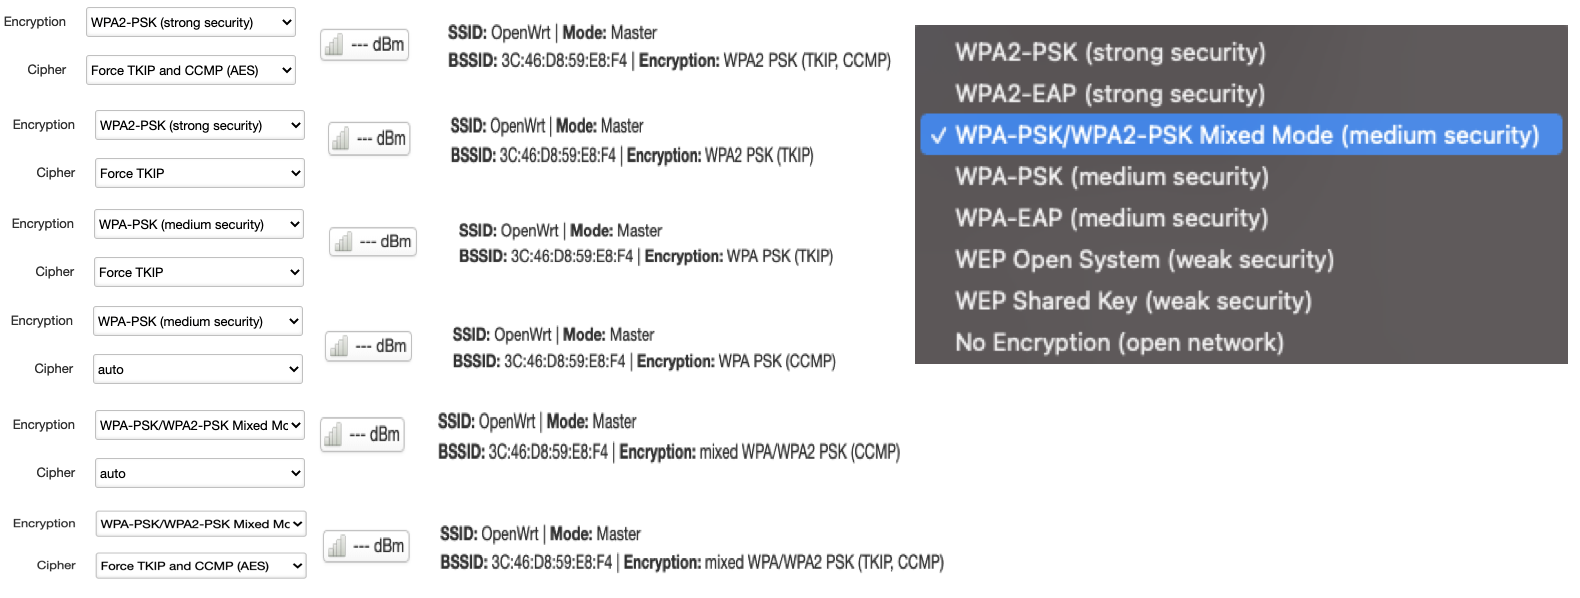 Encryption WPA2-PSK (strong security)
Cipher Force TKIP and CCMP (AES)
--- dBm
SSID: OpenWrt | Mode: Master
BSSID: 3C:46:D8:59:E8:F4 | Encryption: WPA2 PSK (TKIP, CCMP)
Encryption WPA2-PSK (strong security)
Cipher Force TKIP
--- dBm
SSID: OpenWrt | Mode: Master
BSSID: 3C:46:D8:59:E8:F4 | Encryption: WPA2 PSK (TKIP)
Encryption WPA-PSK (medium security)
Cipher Force TKIP
--- dBm
SSID: OpenWrt | Mode: Master
BSSID: 3C:46:D8:59:E8:F4 | Encryption: WPA PSK (TKIP)
Encryption WPA-PSK (medium security)
Cipher auto
--- dBm
SSID: OpenWrt | Mode: Master
BSSID: 3C:46:D8:59:E8:F4 | Encryption: WPA PSK (CCMP)
Encryption WPA-PSK/WPA2-PSK Mixed Mc
Cipher auto
--- dBm
SSID: OpenWrt | Mode: Master
BSSID: 3C:46:D8:59:E8:F4 | Encryption: mixed WPA/WPA2 PSK (CCMP)
Encryption WPA-PSK/WPA2-PSK Mixed Mc
Cipher Force TKIP and CCMP (AES)
--- dBm
SSID: OpenWrt | Mode: Master
BSSID: 3C:46:D8:59:E8:F4 | Encryption: mixed WPA/WPA2 PSK (TKIP, CCMP)
WPA2-PSK (strong security)
WPA2-EAP (strong security)
✓ WPA-PSK/WPA2-PSK Mixed Mode (medium security)
WPA-PSK (medium security)
WPA-EAP (medium security)
WEP Open System (weak security)
WEP Shared Key (weak security)
No Encryption (open network)